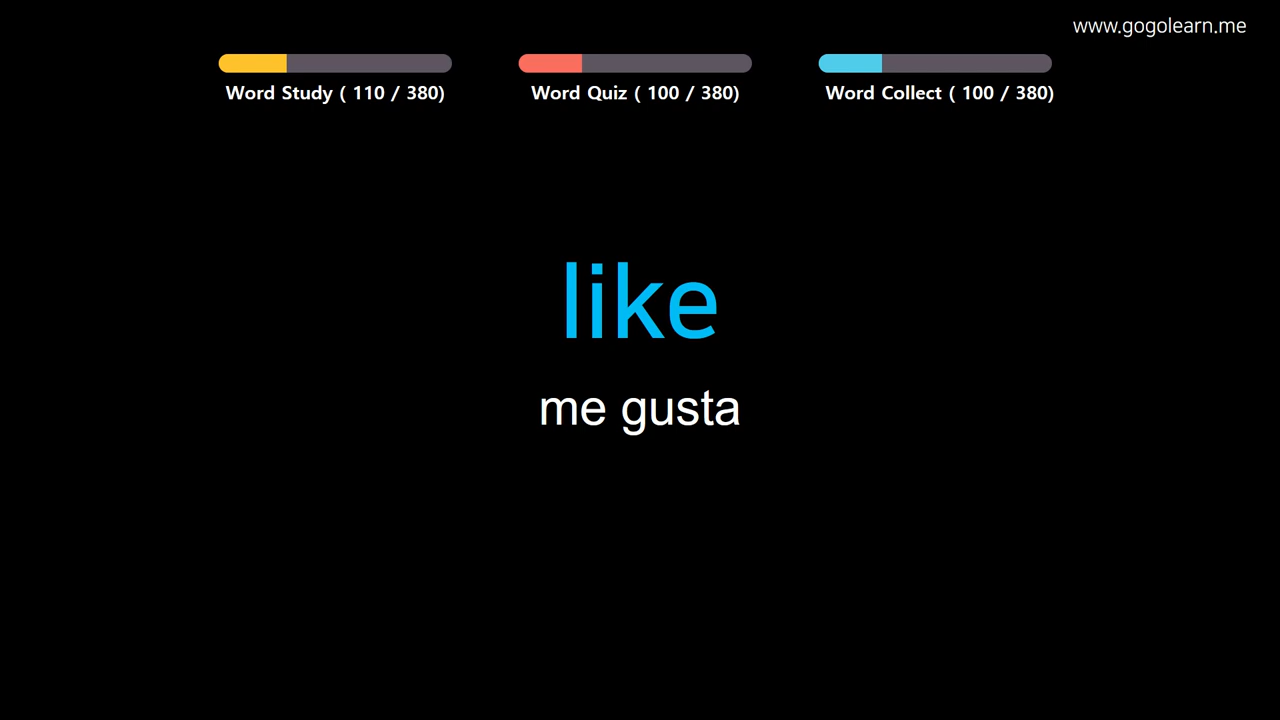 www.gogolearn.me
Word Study ( 110 / 380)
Word Quiz ( 100 / 380)
Word Collect ( 100 / 380)
like
me gusta